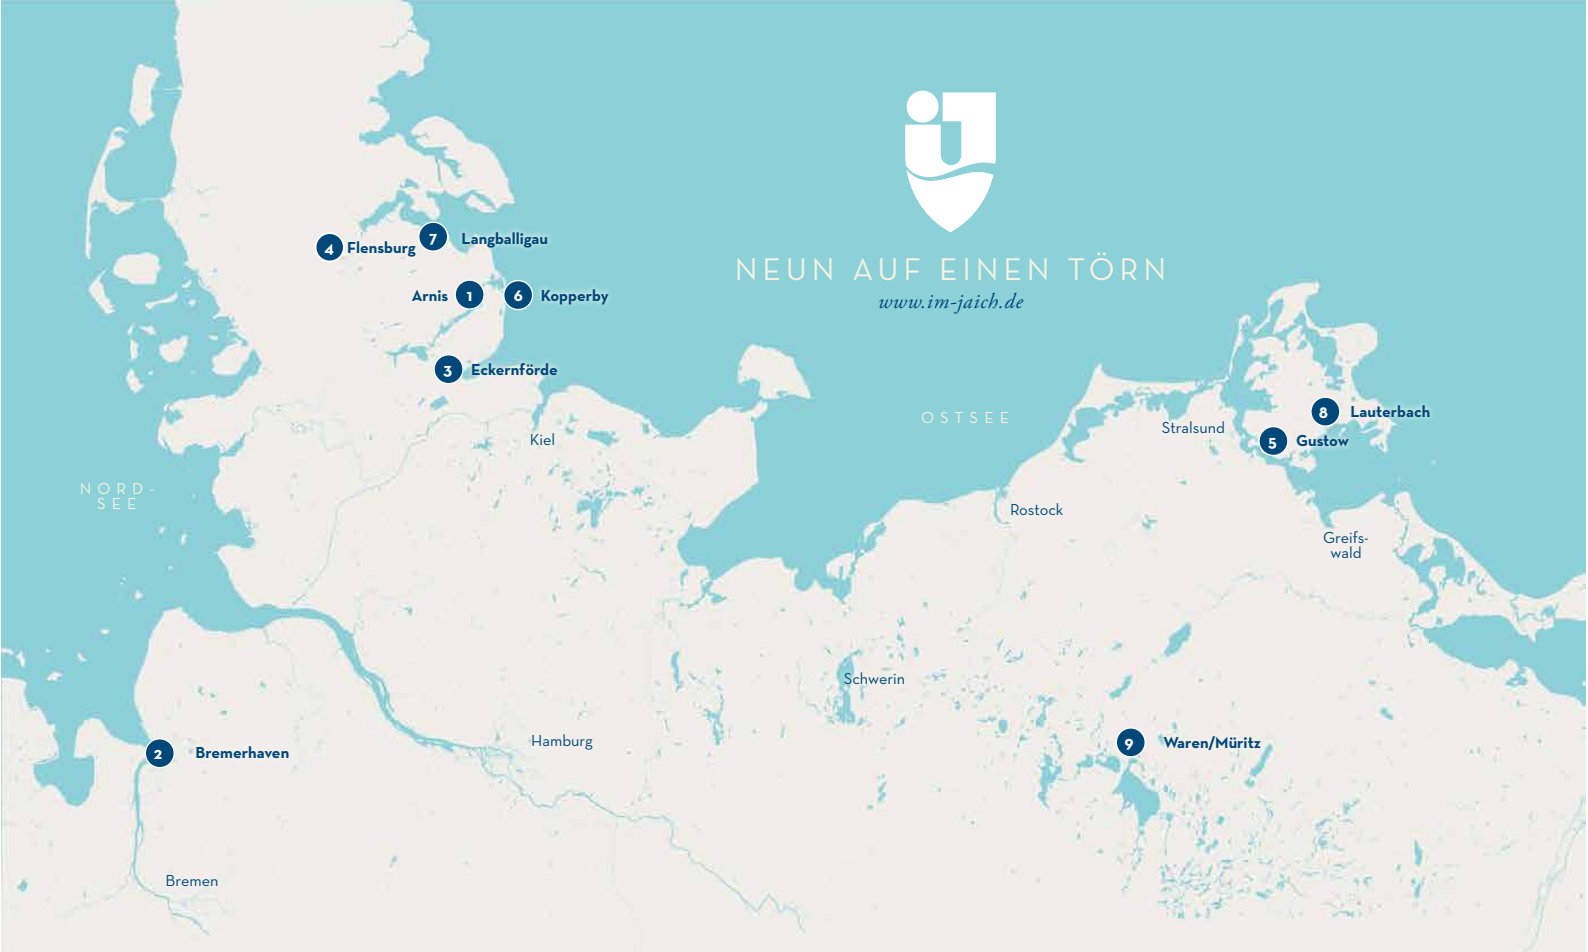 iJ
NEUN AUF EINEN TÖRN
www.im-jaich.de
4 Flensburg
7 Langballigau
Arnis 1
6 Kopperby
3 Eckernförde
OSTSEE
8 Lauterbach
Stralsund
5 Gustow
Kiel
NORD-
SEE
Rostock
Greifs-
wald
Schwerin
Hamburg
9 Waren/Müritz
2 Bremerhaven
Bremen